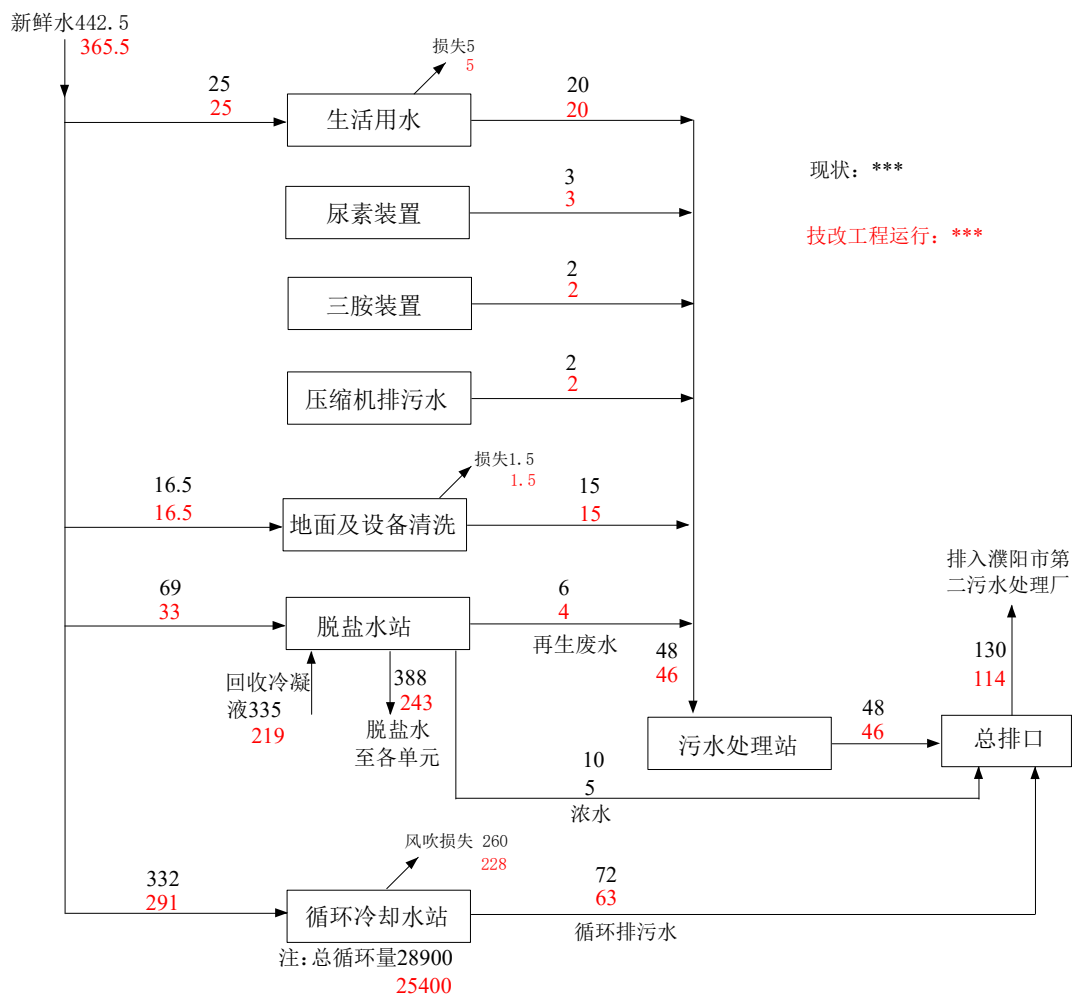 新鲜水442.5
365.5
损失5
5
25
25
生活用水
20
20
现状：***
尿素装置
3
3
技改工程运行：***
三胺装置
2
2
压缩机排污水
2
2
损失1.5
1.5
16.5
16.5
地面及设备清洗
15
15
排入濮阳市第
二污水处理厂
69
33
脱盐水站
6
4
再生废水
48
46
130
114
回收冷凝
液335
219
388
243
脱盐水
至各单元
污水处理站
48
46
总排口
10
5
浓水
风吹损失 260
228
332
291
循环冷却水站
72
63
循环排污水
注：总循环量28900
25400